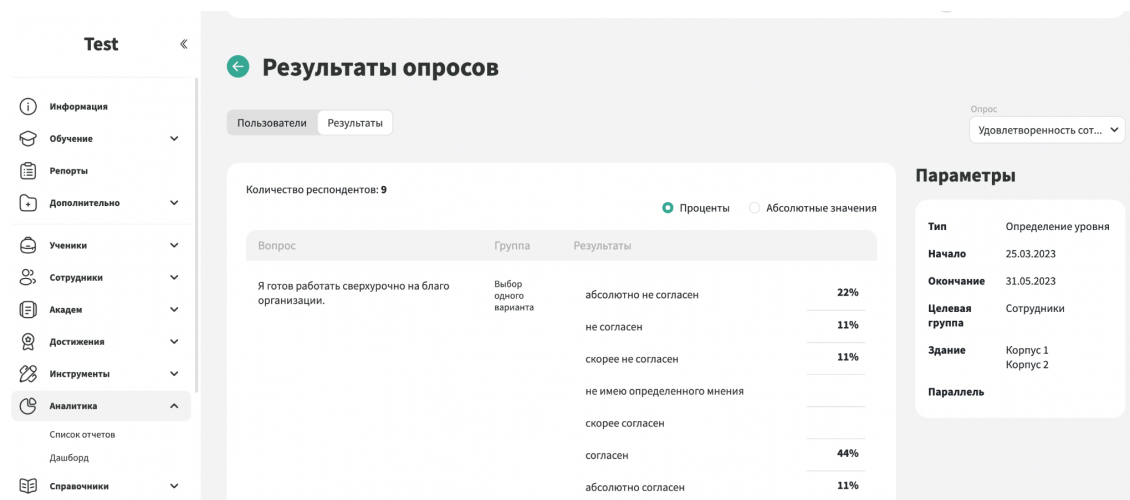 Test
Информация
Обучение
Репорты
Дополнительно
Ученики
Сотрудники
Академ
Достижения
Инструменты
Аналитика
Список отчетов
Дашборд
Справочники
Результаты опросов
Пользователи Результаты
Опрос
Удовлетворенность сот...
Количество респондентов: 9
Проценты Абсолютные значения
Вопрос Группа Результаты
Я готов работать сверхурочно на благо
организации.
Выбор
одного
варианта
абсолютно не согласен 22%
не согласен 11%
скорее не согласен 11%
не имею определенного мнения
скорее согласен
согласен 44%
абсолютно согласен 11%
Параметры
Тип Определение уровня
Начало 25.03.2023
Окончание 31.05.2023
Целевая Сотрудники
группа
Здание Корпус 1
Корпус 2
Параллель